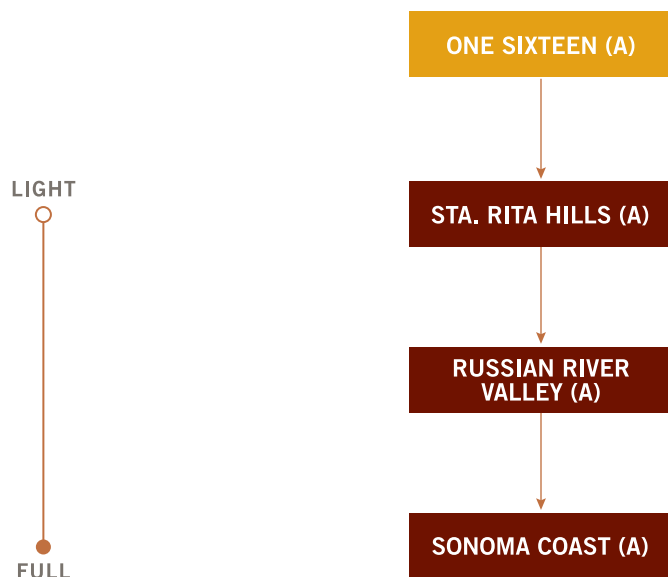 ONE SIXTEEN (A)
LIGHT
STA. RITA HILLS (A)
RUSSIAN RIVER
VALLEY (A)
SONOMA COAST (A)
FULL